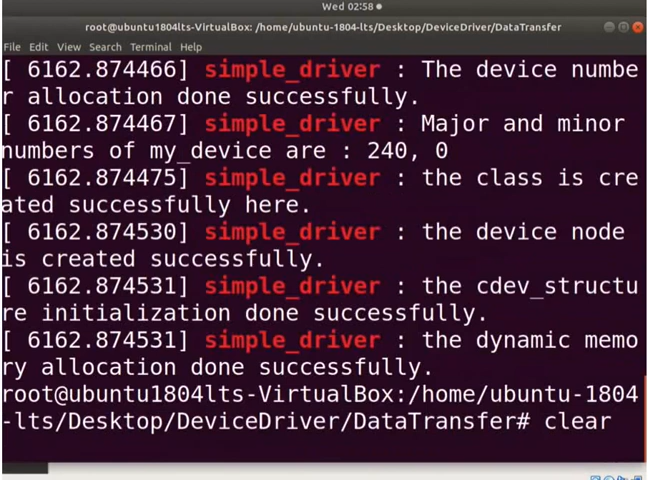 Wed 02:58
root@ubuntu1804lts-VirtualBox: /home/ubuntu-1804-lts/Desktop/DeviceDriver/DataTransfer
File Edit View Search Terminal Help
[ 6162.874466] simple_driver : The device numbe
r allocation done successfully.
[ 6162.874467] simple_driver : Major and minor
numbers of my_device are : 240, 0
[ 6162.874475] simple_driver : the class is cre
ated successfully here.
[ 6162.874530] simple_driver : the device node
is created successfully.
[ 6162.874531] simple_driver : the cdev_structu
re initialization done successfully.
[ 6162.874531] simple_driver : the dynamic memo
ry allocation done successfully.
root@ubuntu1804lts-VirtualBox:/home/ubuntu-1804
-lts/Desktop/DeviceDriver/DataTransfer# clear